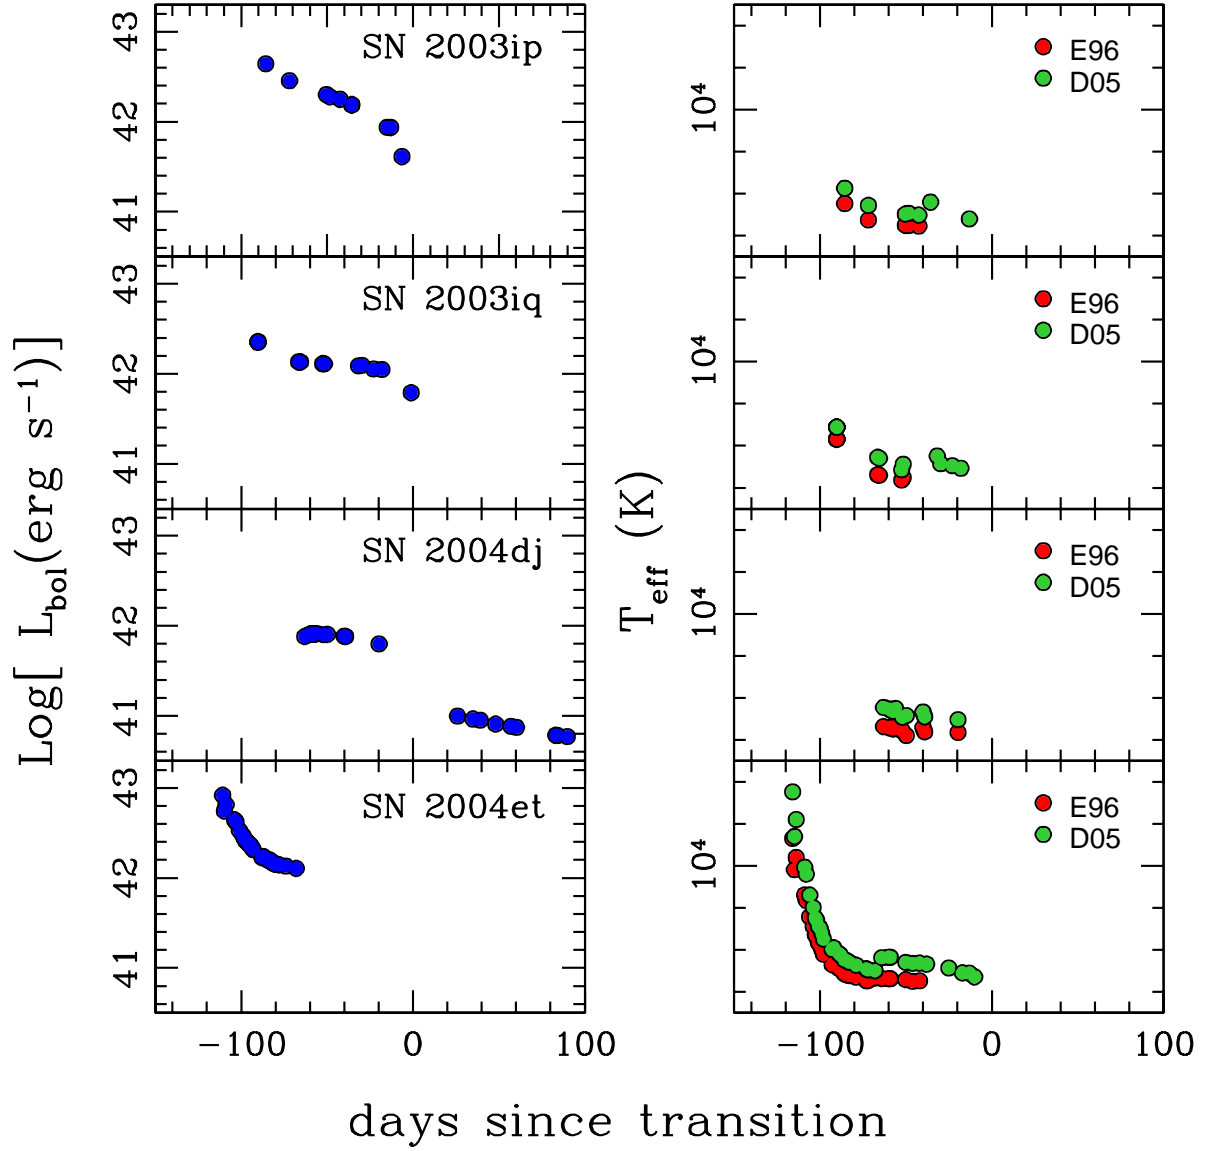 SN 2003ip
43
42
41
E96
D05
10⁴
SN 2003iq
43
42
41
E96
D05
10⁴
Log[ L_bol(erg s⁻¹)]
T_eff (K)
SN 2004dj
43
42
41
E96
D05
10⁴
SN 2004et
43
42
41
E96
D05
10⁴
−100 0 100
−100 0 100
days since transition